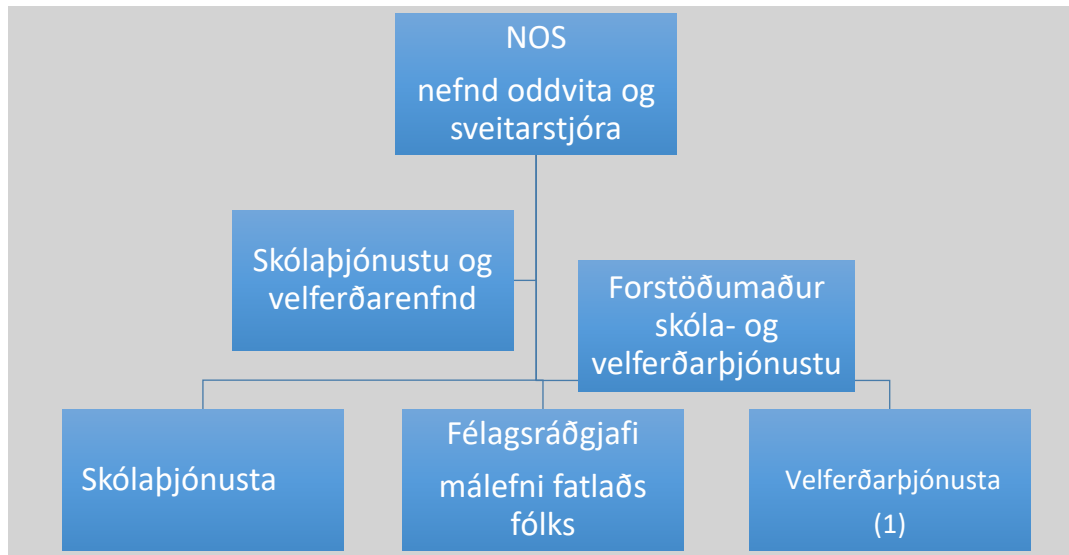 NOS
nefnd oddvita og
sveitarstjóra
Skólaþjónustu og
velferðarenfnd
Forstöðumaður
skóla- og
velferðarþjónustu
Skólaþjónusta
Félagsráðgjafi
málefni fatlaðs
fólks
Velferðarþjónusta
(1)